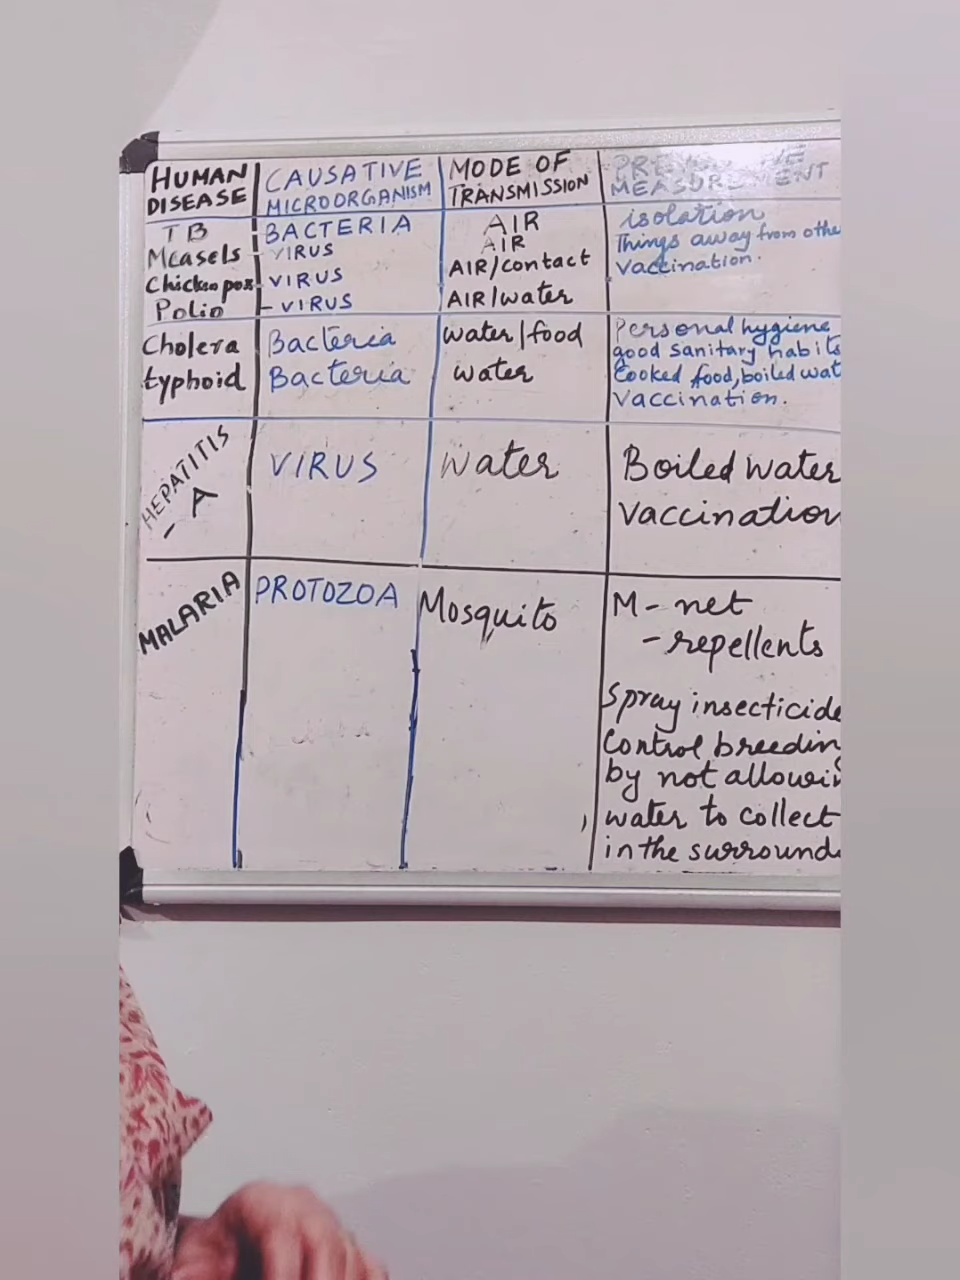 HUMAN DISEASE | CAUSATIVE MICROORGANISM | MODE OF TRANSMISSION | MEASUREMENT
TB | BACTERIA | AIR | isolation
Measels - VIRUS | AIR | Things away from othe
Chicken pox - VIRUS | AIR/contact | Vaccination.
Polio - VIRUS | AIR/water
Cholera | Bacteria | water/food | Personal hygiene
good sanitary habits
typhoid | Bacteria | water | Cooked food, boiled wat
Vaccination.
HEPATITIS - A | VIRUS | Water | Boiled water
Vaccination
MALARIA | PROTOZOA | Mosquito | M - net
- repellents
Spray insecticide
Control breedin
by not allowi
water to collect
in the surround